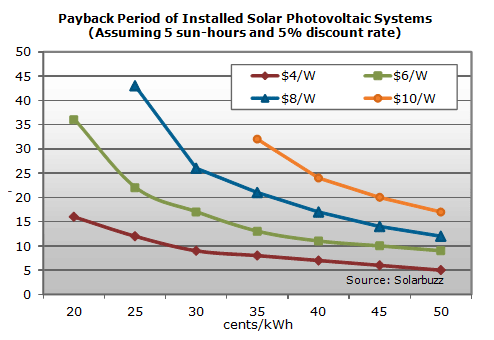 Payback Period of Installed Solar Photovoltaic Systems
(Assuming 5 sun-hours and 5% discount rate)
50
45
40
35
30
25
20
15
10
5
0
-
$4/W
$6/W
$8/W
$10/W
Source: Solarbuzz
20 25 30 35 40 45 50
cents/kWh